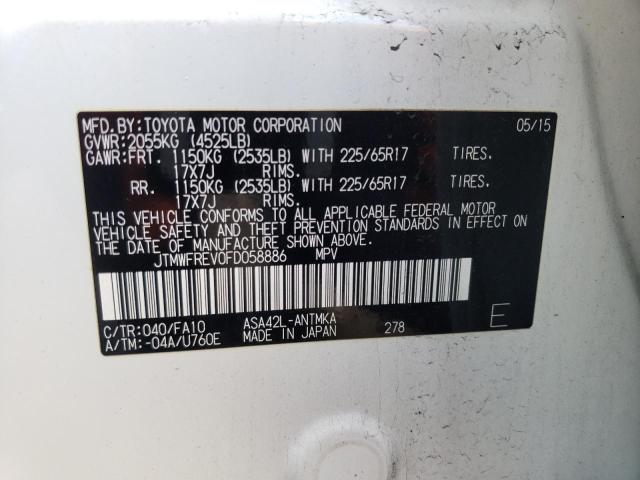 MFD.BY:TOYOTA MOTOR CORPORATION 05/15
GVWR:2055KG (4525LB)
GAWR:FRT. 1150KG (2535LB) WITH 225/65R17 TIRES.
17X7J RIMS.
RR. 1150KG (2535LB) WITH 225/65R17 TIRES.
17X7J RIMS.
THIS VEHICLE CONFORMS TO ALL APPLICABLE FEDERAL MOTOR
VEHICLE SAFETY AND THEFT PREVENTION STANDARDS IN EFFECT ON
THE DATE OF MANUFACTURE SHOWN ABOVE.
JTMWFREV0FD058886 MPV
C/TR:040/FA10 ASA42L-ANTMKA
A/TM:-04A/U760E MADE IN JAPAN 278 E